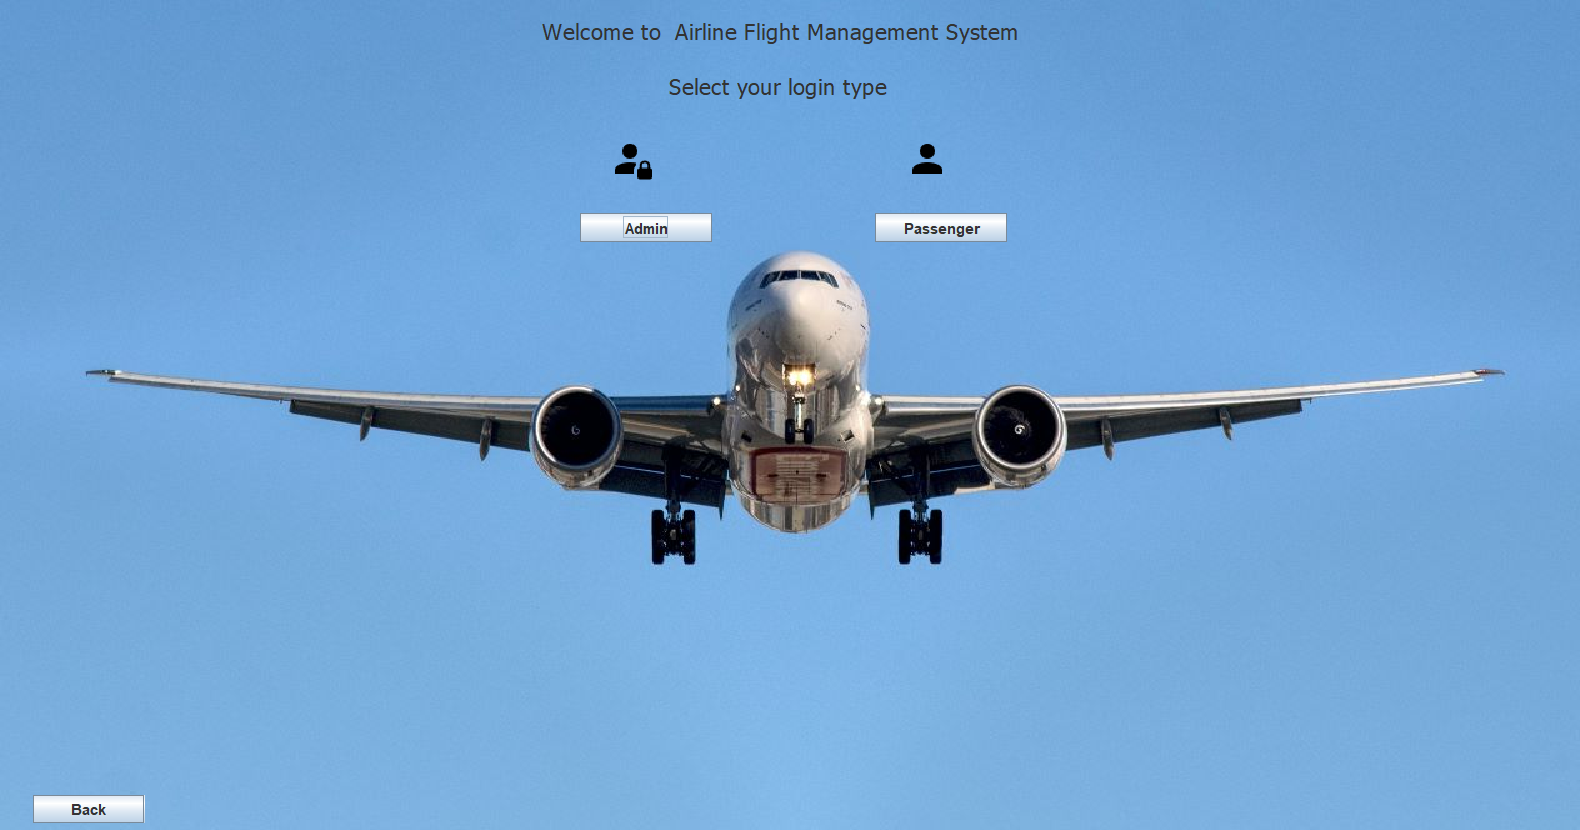 Welcome to  Airline Flight Management System
Select your login type
Admin
Passenger
Back